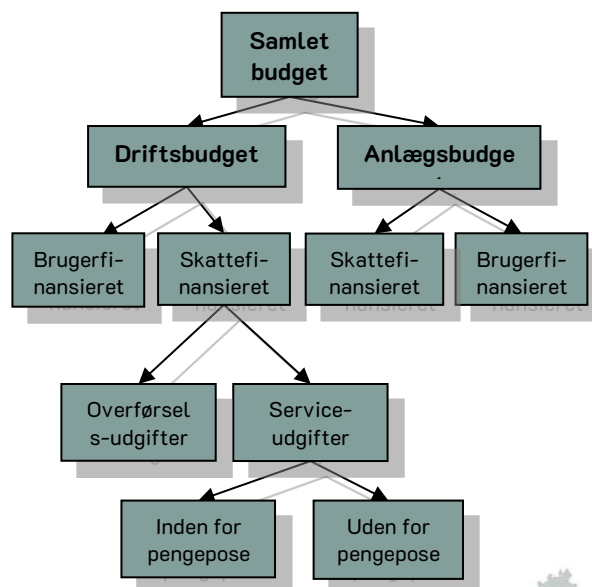 Samlet
budget
Driftsbudget
Anlægsbudge
Brugerfi-
nansieret
Skattefi-
nansieret
Skattefi-
nansieret
Brugerfi-
nansieret
Overførsel
s-udgifter
Service-
udgifter
Inden for
pengepose
Uden for
pengepose